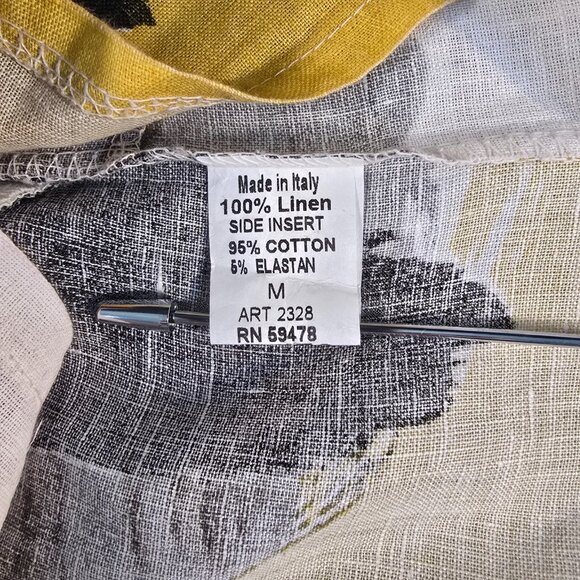 Made in Italy
100% Linen
SIDE INSERT
95% COTTON
5% ELASTAN
M
ART 2328
RN 59478